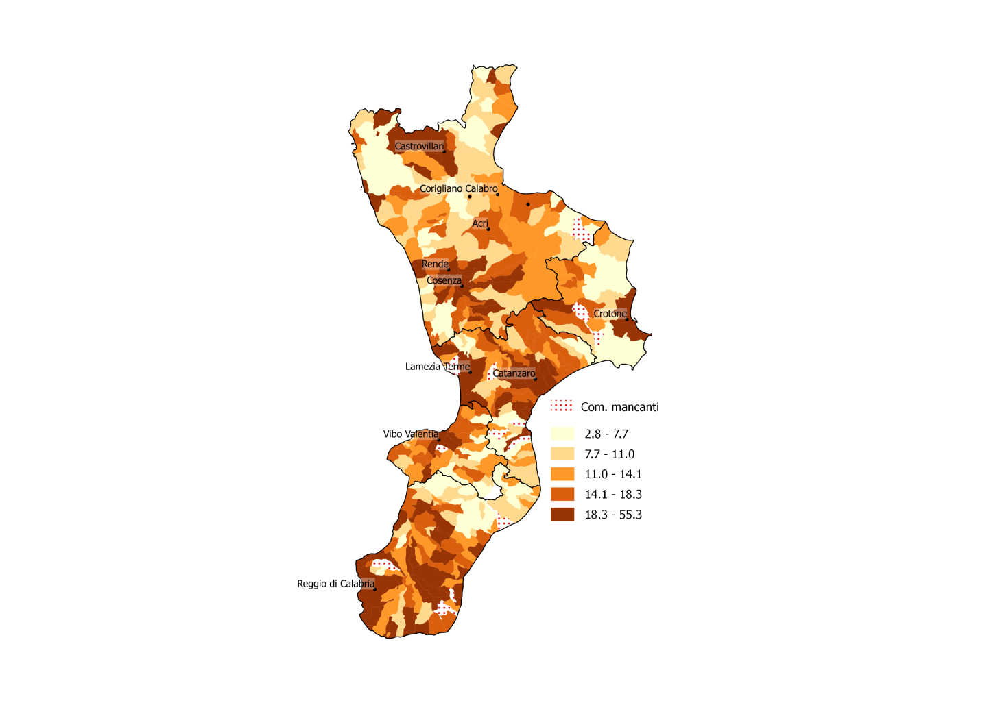 Castrovillari
Corigliano Calabro
Acri
Rende
Cosenza
Crotone
Lamezia Terme
Catanzaro
Com. mancanti
Vibo Valentia
2.8 - 7.7
7.7 - 11.0
11.0 - 14.1
14.1 - 18.3
18.3 - 55.3
Reggio di Calabria